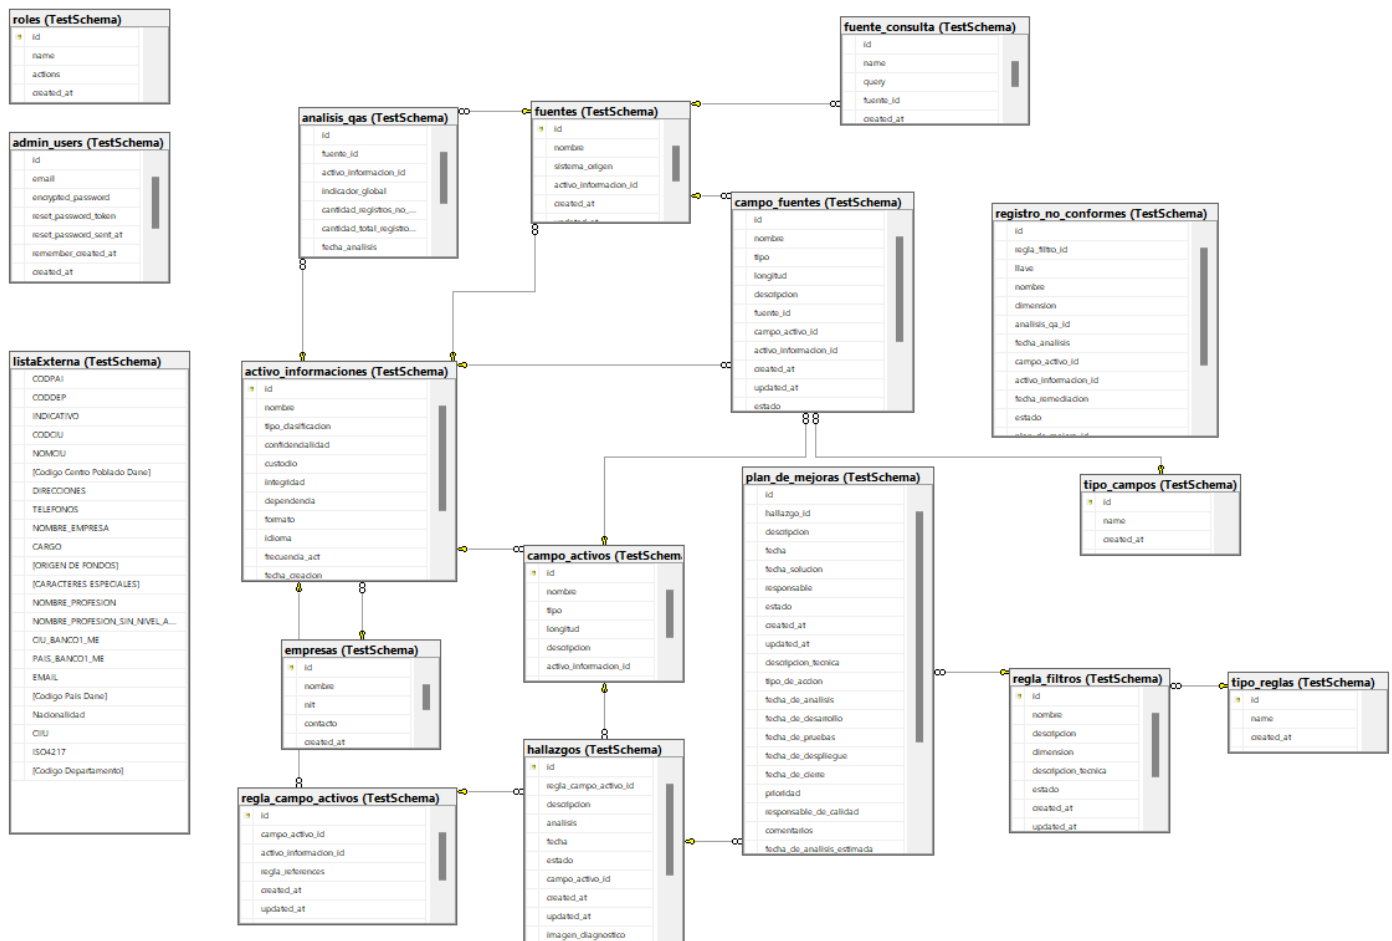 roles (TestSchema)
id
name
actions
created_at
admin_users (TestSchema)
id
email
encrypted_password
reset_password_token
reset_password_sent_at
remember_created_at
created_at
listaExterna (TestSchema)
CODPAI
CODDEP
INDICATIVO
CODCIU
NOMCIU
[Codigo Centro Poblado Dane]
DIRECCIONES
TELEFONOS
NOMBRE_EMPRESA
CARGO
[ORIGEN DE FONDOS]
[CARACTERES ESPECIALES]
NOMBRE_PROFESION
NOMBRE_PROFESION_SIN_NIVEL_A...
CIU_BANCO1_ME
PAIS_BANCO1_ME
EMAIL
[Codigo Pais Dane]
Nacionalidad
CIIU
ISO4217
[Codigo Departamento]
analisis_qas (TestSchema)
id
fuente_id
activo_informacion_id
indicador_global
cantidad_registros_no_...
cantidad_total_registro...
fecha_analisis
fuentes (TestSchema)
id
nombre
sistema_origen
activo_informacion_id
created_at
updated_at
fuente_consulta (TestSchema)
id
name
query
fuente_id
created_at
campo_fuentes (TestSchema)
id
nombre
tipo
longitud
descripcion
fuente_id
campo_activo_id
activo_informacion_id
created_at
updated_at
estado
registro_no_conformes (TestSchema)
id
regla_filtro_id
llave
nombre
dimension
analisis_qa_id
fecha_analisis
campo_activo_id
activo_informacion_id
fecha_remediacion
estado
plan_de_mejora_id
activo_informaciones (TestSchema)
id
nombre
tipo_clasificacion
confidencialidad
custodio
integridad
dependencia
formato
idioma
frecuencia_act
fecha_creacion
tipo_campos (TestSchema)
id
name
created_at
plan_de_mejoras (TestSchema)
id
hallazgo_id
descripcion
fecha
fecha_solucion
responsable
estado
created_at
updated_at
descripcion_tecnica
tipo_de_accion
fecha_de_analisis
fecha_de_desarrollo
fecha_de_pruebas
fecha_de_despliegue
fecha_de_cierre
prioridad
responsable_de_calidad
comentarios
fecha_de_analisis_estimada
campo_activos (TestSchem
id
nombre
tipo
longitud
descripcion
activo_informacion_id
empresas (TestSchema)
id
nombre
nit
contacto
created_at
regla_filtros (TestSchema)
id
nombre
descripcion
dimension
descripcion_tecnica
estado
created_at
updated_at
tipo_reglas (TestSchema)
id
name
created_at
hallazgos (TestSchema)
id
regla_campo_activo_id
descripcion
analisis
fecha
estado
campo_activo_id
created_at
updated_at
imagen_diagnostico
regla_campo_activos (TestSchema)
id
campo_activo_id
activo_informacion_id
regla_references
created_at
updated_at